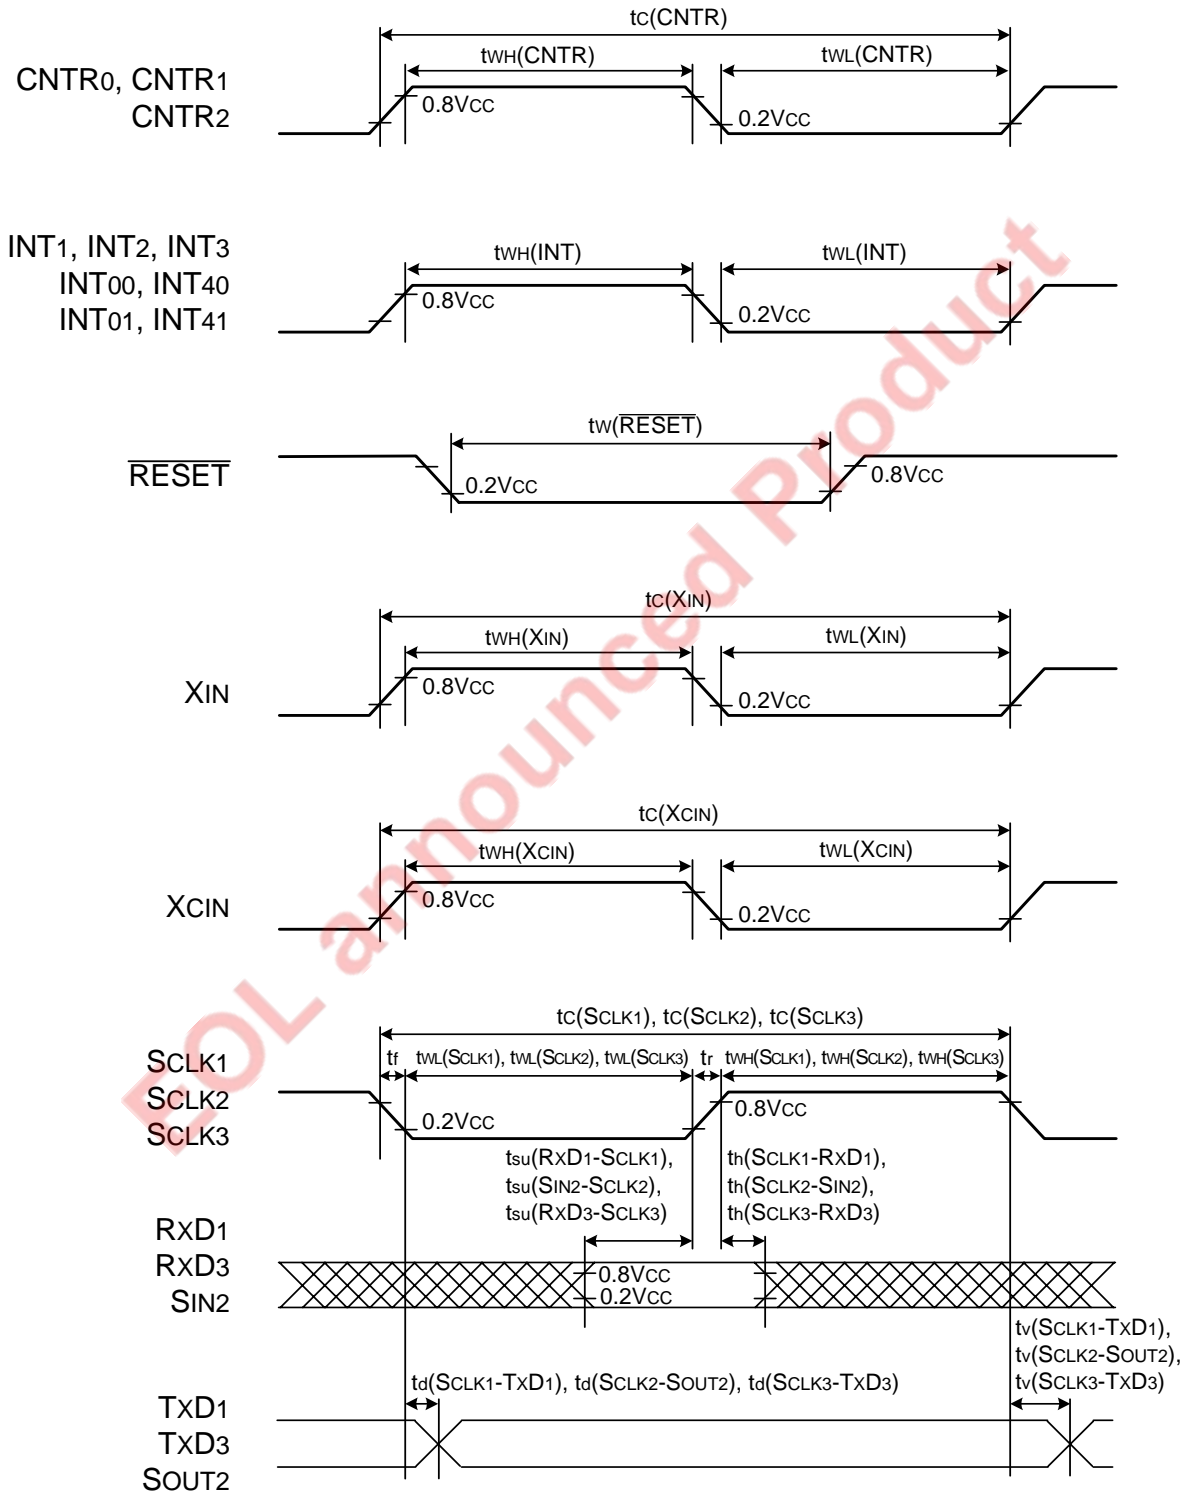 tC(CNTR)
tWH(CNTR)
tWL(CNTR)
CNTR0, CNTR1
CNTR2
0.8VCC
0.2VCC
INT1, INT2, INT3
INT00, INT40
INT01, INT41
tWH(INT)
tWL(INT)
0.8VCC
0.2VCC
tW(RESET)
RESET
0.2VCC
0.8VCC
tC(XIN)
tWH(XIN)
tWL(XIN)
XIN
0.8VCC
0.2VCC
tC(XCIN)
tWH(XCIN)
tWL(XCIN)
XCIN
0.8VCC
0.2VCC
tC(SCLK1), tC(SCLK2), tC(SCLK3)
tf
tWL(SCLK1), tWL(SCLK2), tWL(SCLK3)
tr
tWH(SCLK1), tWH(SCLK2), tWH(SCLK3)
SCLK1
SCLK2
SCLK3
0.2VCC
0.8VCC
tsu(RXD1-SCLK1),
tsu(SIN2-SCLK2),
tsu(RXD3-SCLK3)
th(SCLK1-RXD1),
th(SCLK2-SIN2),
th(SCLK3-RXD3)
RXD1
RXD3
SIN2
0.8VCC
0.2VCC
tv(SCLK1-TXD1),
tv(SCLK2-SOUT2),
tv(SCLK3-TXD3)
td(SCLK1-TXD1), td(SCLK2-SOUT2), td(SCLK3-TXD3)
TXD1
TXD3
SOUT2
EOL announced Product